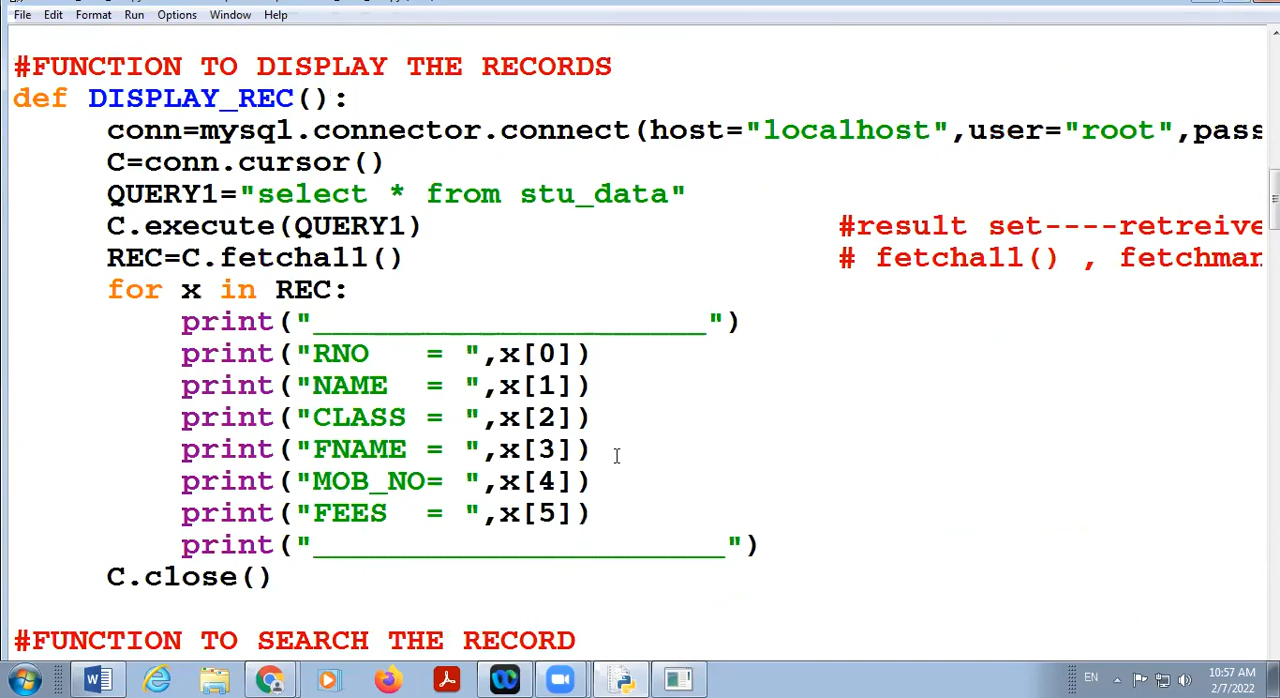 File Edit Format Run Options Window Help
#FUNCTION TO DISPLAY THE RECORDS
def DISPLAY_REC():
conn=mysql.connector.connect(host="localhost",user="root",pass
C=conn.cursor()
QUERY1="select * from stu_data"
C.execute(QUERY1) #result set----retreive
REC=C.fetchall() # fetchall() , fetchman
for x in REC:
print("_____________________")
print("RNO   = ",x[0])
print("NAME  = ",x[1])
print("CLASS = ",x[2])
print("FNAME = ",x[3])
print("MOB_NO= ",x[4])
print("FEES  = ",x[5])
print("______________________")
C.close()
#FUNCTION TO SEARCH THE RECORD
EN 10:57 AM
2/7/2022